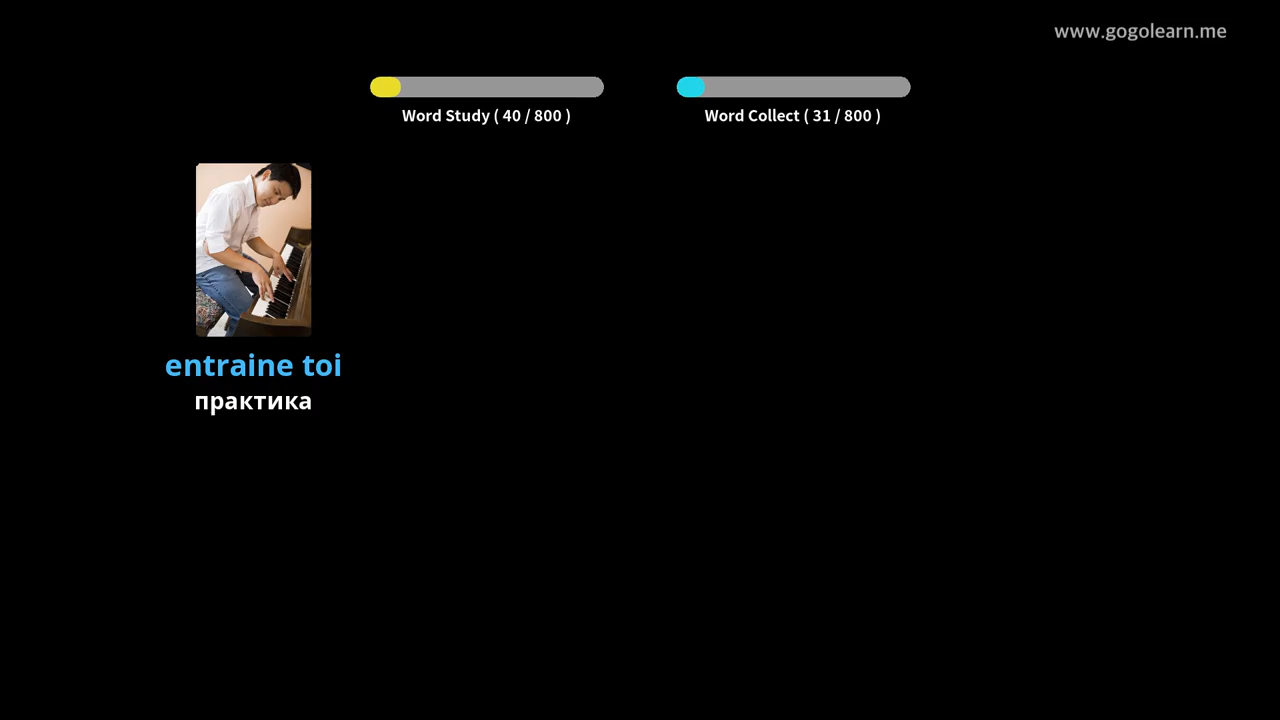 www.gogolearn.me
Word Study ( 40 / 800 )
Word Collect ( 31 / 800 )
entraine toi
практика